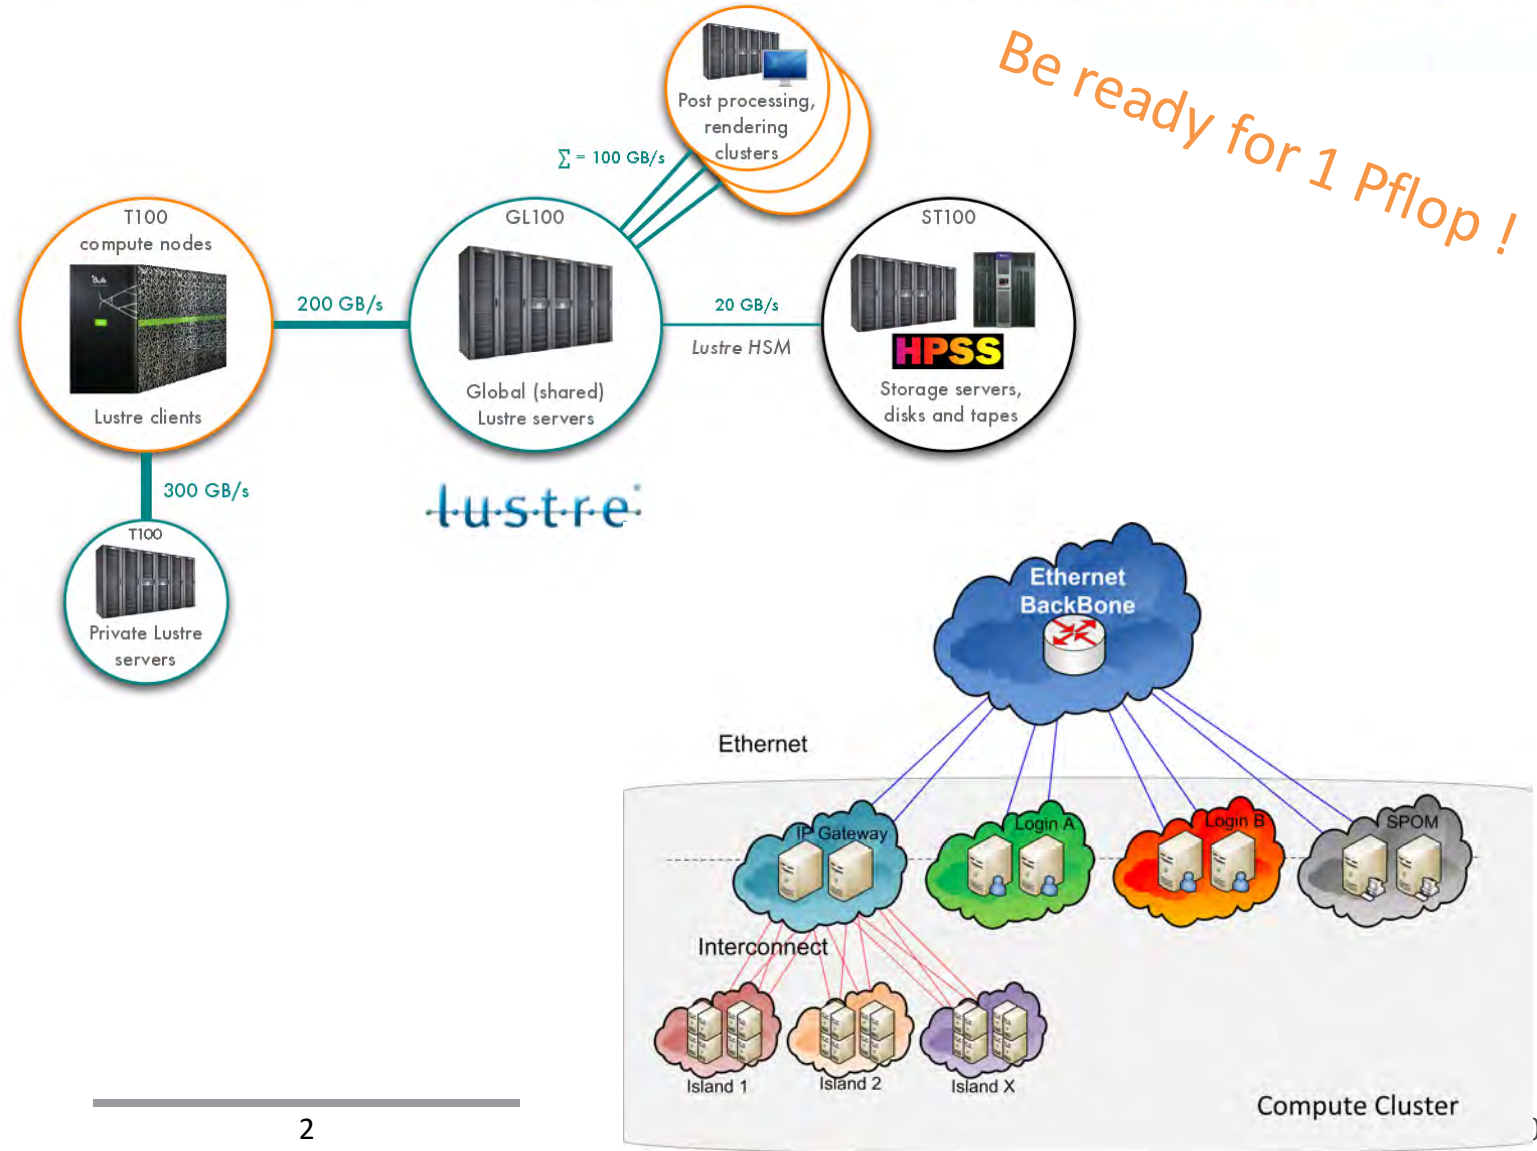 Be ready for 1 Pflop !
Post processing,
rendering
clusters
∑ = 100 GB/s
T100
compute nodes
Lustre clients
200 GB/s
GL100
Global (shared)
Lustre servers
20 GB/s
Lustre HSM
ST100
HPSS
Storage servers,
disks and tapes
300 GB/s
T100
Private Lustre
servers
lustre®
Ethernet
BackBone
Ethernet
IP Gateway
Login A
Login B
SPOM
Interconnect
Island 1
Island 2
Island X
Compute Cluster
2